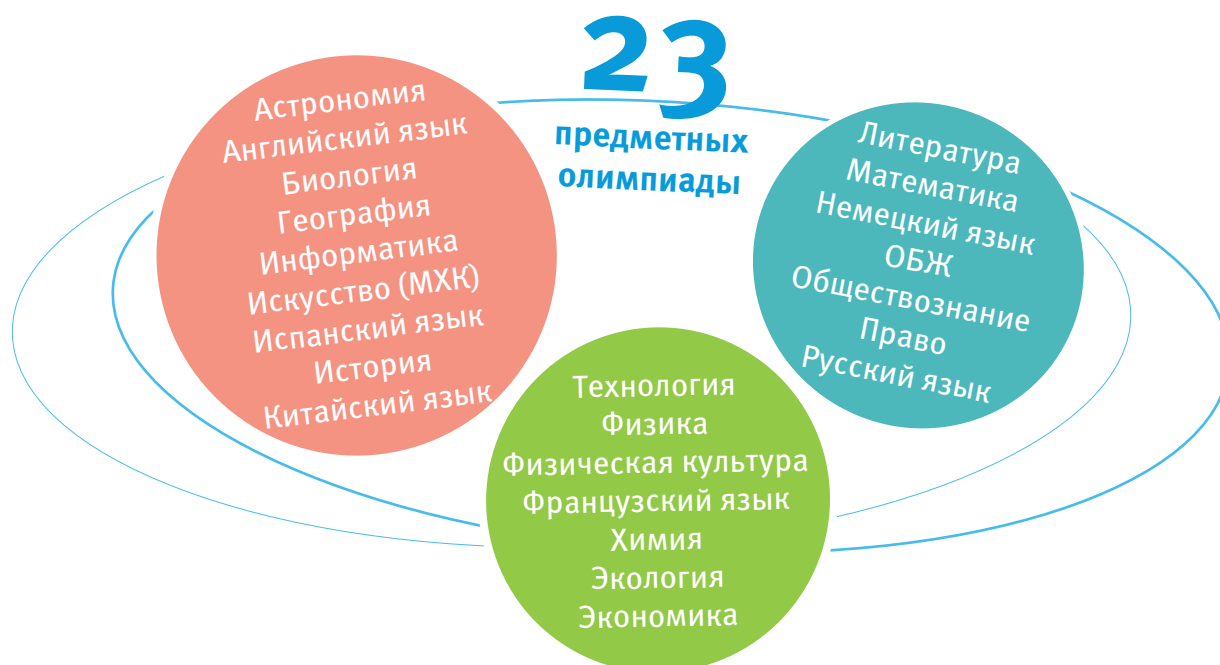 23
предметных
олимпиады
Астрономия
Английский язык
Биология
География
Информатика
Искусство (МХК)
Испанский язык
История
Китайский язык
Литература
Математика
Немецкий язык
ОБЖ
Обществознание
Право
Русский язык
Технология
Физика
Физическая культура
Французский язык
Химия
Экология
Экономика